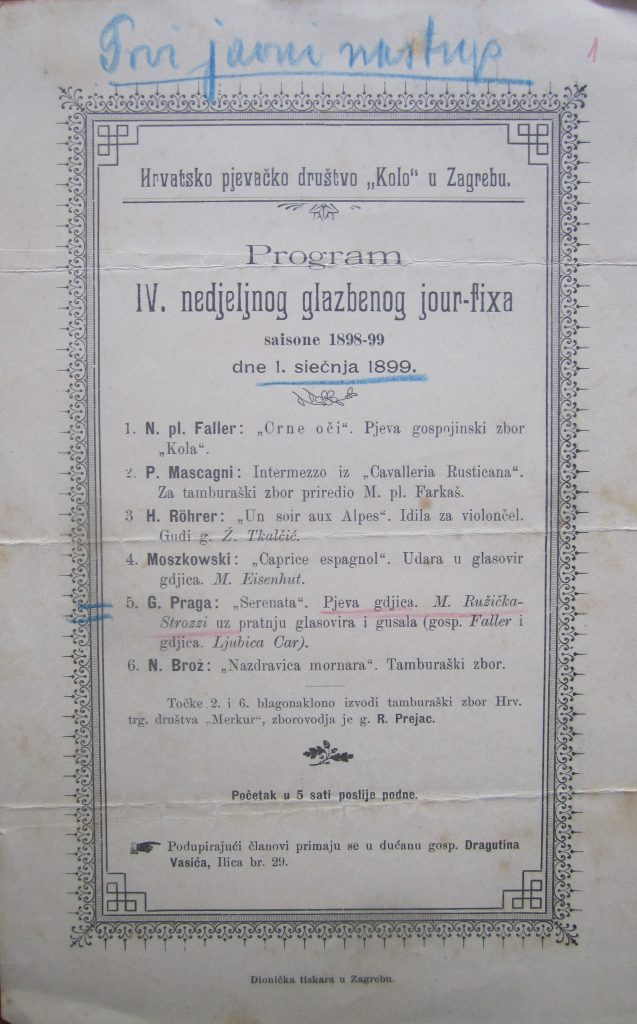 Prvi javni nastup
1
Hrvatsko pjevačko društvo „Kolo“ u Zagrebu.
Program
IV. nedjeljnog glazbenog jour-fixa
saisone 1898-99
dne 1. siečnja 1899.
1. N. pl. Faller: „Crne oči“. Pjeva gospojinski zbor
„Kola“.
2. P. Mascagni: Intermezzo iz „Cavalleria Rusticana“.
Za tamburaški zbor priredio M. pl. Farkaš.
3 H. Röhrer: „Un soir aux Alpes“. Idila za violončel.
Gudi g. Ž. Tkalčić.
4. Moszkowski: „Caprice espagnol“. Udara u glasovir
gdjica. M. Eisenhut.
5. G. Praga: „Serenata“. Pjeva gdjica. M. Ružička-
Strozzi uz pratnju glasovira i gusala (gosp. Faller i
gdjica. Ljubica Car).
6. N. Brož: „Nazdravica mornara“. Tamburaški zbor.
Točke 2. i 6. blagonaklono izvodi tamburaški zbor Hrv.
trg. društva „Merkur“, zborovodja je g. R. Prejac.
Početak u 5 sati poslije podne.
Podupirajući članovi primaju se u dućanu gosp. Dragutina
Vasića, Ilica br. 29.
Dionička tiskara u Zagrebu.